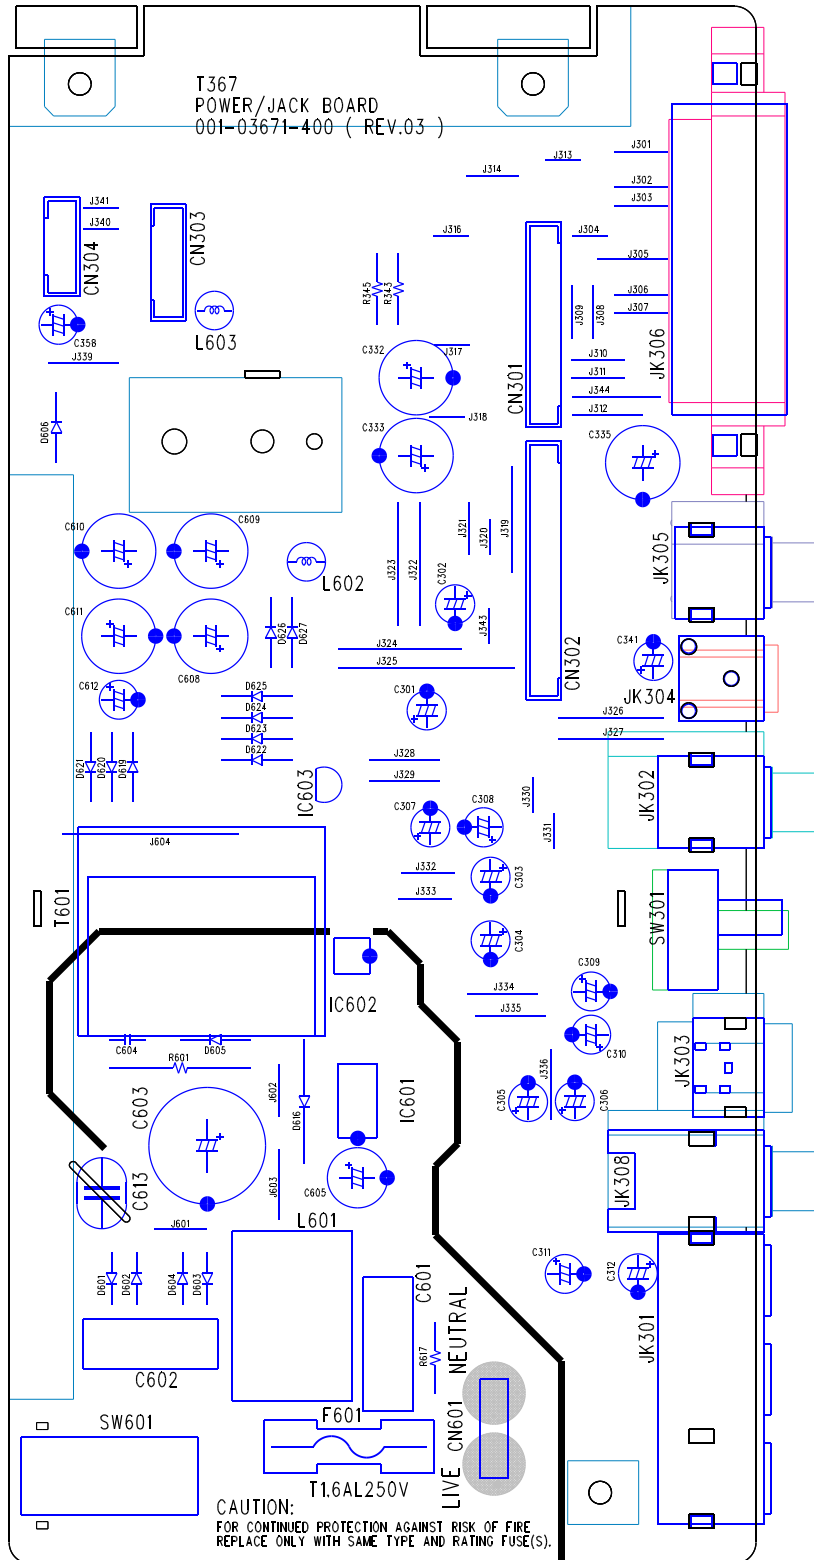 T367
POWER/JACK BOARD
001-03671-400 ( REV.03 )
J313
J301
J314
J302
J303
J341
J340
J316
J304
CN304
CN303
J305
R345
R343
J306
J309
J308
J307
C358
L603
C332
J317
J310
JK306
J339
J311
CN301
J344
J312
D606
C333
J318
C335
C610
C609
J321
J320
J319
JK305
J323
J322
C302
L602
C611
D626
D627
J343
J324
C341
J325
CN302
C612
C608
D625
C301
JK304
D624
J326
D623
J327
D622
J328
D621
D620
D619
IC603
J329
J330
JK302
C307
C308
J331
J604
J332
C303
J333
T601
SW301
C304
C309
J334
IC602
J335
C604
D605
C310
R601
J336
JK303
C603
J602
D616
IC601
C305
C306
C613
J603
C605
JK308
J601
L601
C311
C312
D601
D602
D604
D603
C601
NEUTRAL
JK301
R617
C602
SW601
F601
CN601
LIVE
T1.6AL250V
CAUTION:
FOR CONTINUED PROTECTION AGAINST RISK OF FIRE
REPLACE ONLY WITH SAME TYPE AND RATING FUSE(S).